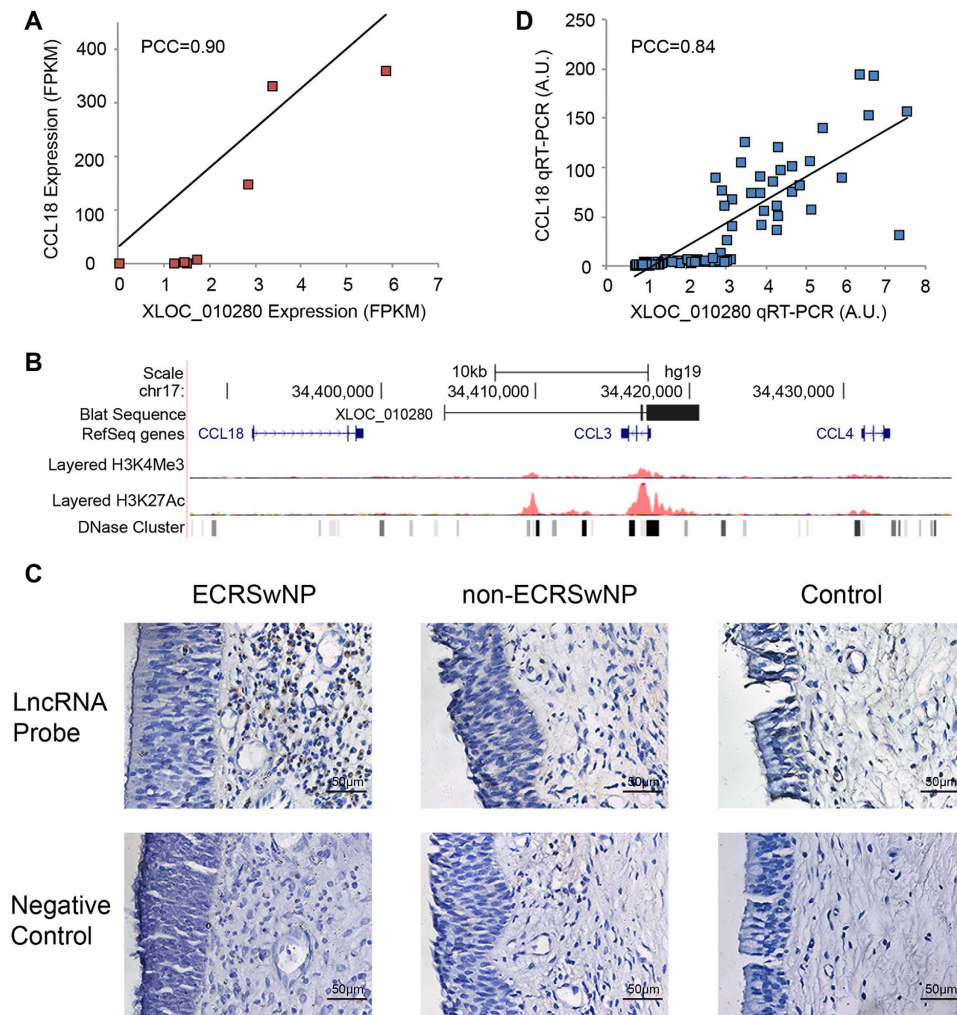 A
PCC=0.90
CCL18 Expression (FPKM)
400
300
200
100
0
0 1 2 3 4 5 6 7
XLOC_010280 Expression (FPKM)
D
PCC=0.84
CCL18 qRT-PCR (A.U.)
250
200
150
100
50
0
0 1 2 3 4 5 6 7 8
XLOC_010280 qRT-PCR (A.U.)
B
Scale 10kb hg19
chr17: 34,400,000 34,410,000 34,420,000 34,430,000
Blat Sequence XLOC_010280
RefSeq genes CCL18 CCL3 CCL4
Layered H3K4Me3
Layered H3K27Ac
DNase Cluster
C
ECRSwNP non-ECRSwNP Control
LncRNA
Probe
50µm 50µm 50µm
Negative
Control
50µm 50µm 50µm